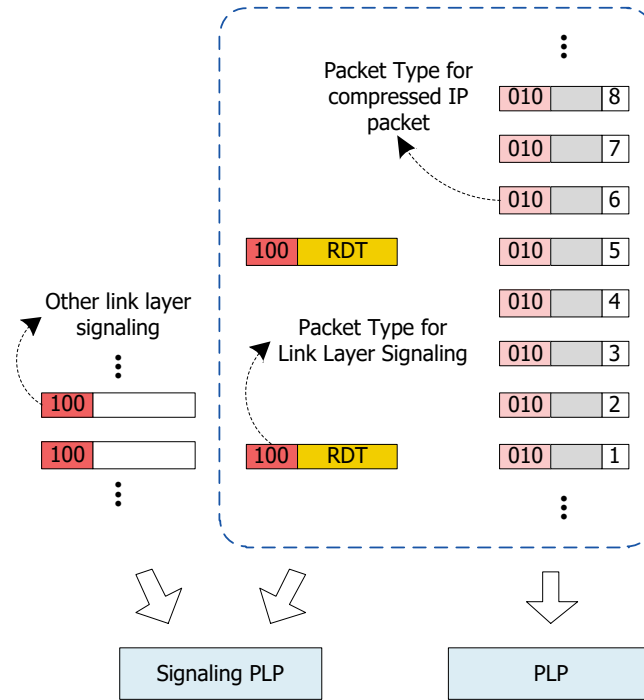 Packet Type for
compressed IP
packet
010 8
010 7
010 6
100 RDT
010 5
Other link layer
signaling
010 4
Packet Type for
Link Layer Signaling
010 3
100
010 2
100
100 RDT
010 1
Signaling PLP
PLP